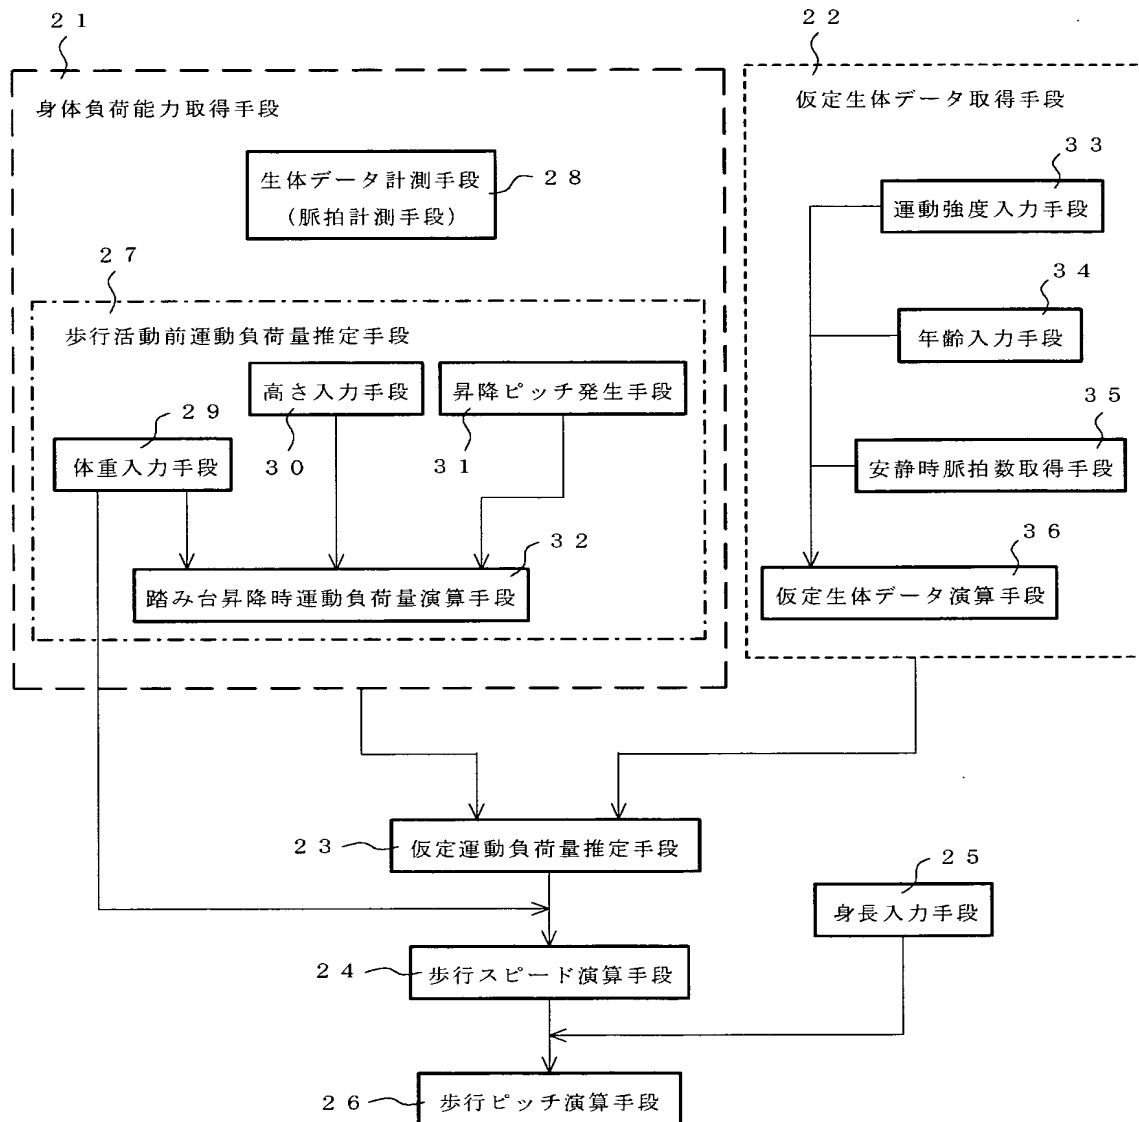 ２１
２２
身体負荷能力取得手段
仮定生体データ取得手段
生体データ計測手段
（脈拍計測手段）
２８
３３
運動強度入力手段
２７
３４
歩行活動前運動負荷量推定手段
年齢入力手段
高さ入力手段
昇降ピッチ発生手段
２９
３０
３１
３５
体重入力手段
安静時脈拍数取得手段
３２
３６
踏み台昇降時運動負荷量演算手段
仮定生体データ演算手段
２３
仮定運動負荷量推定手段
２５
身長入力手段
２４
歩行スピード演算手段
２６
歩行ピッチ演算手段